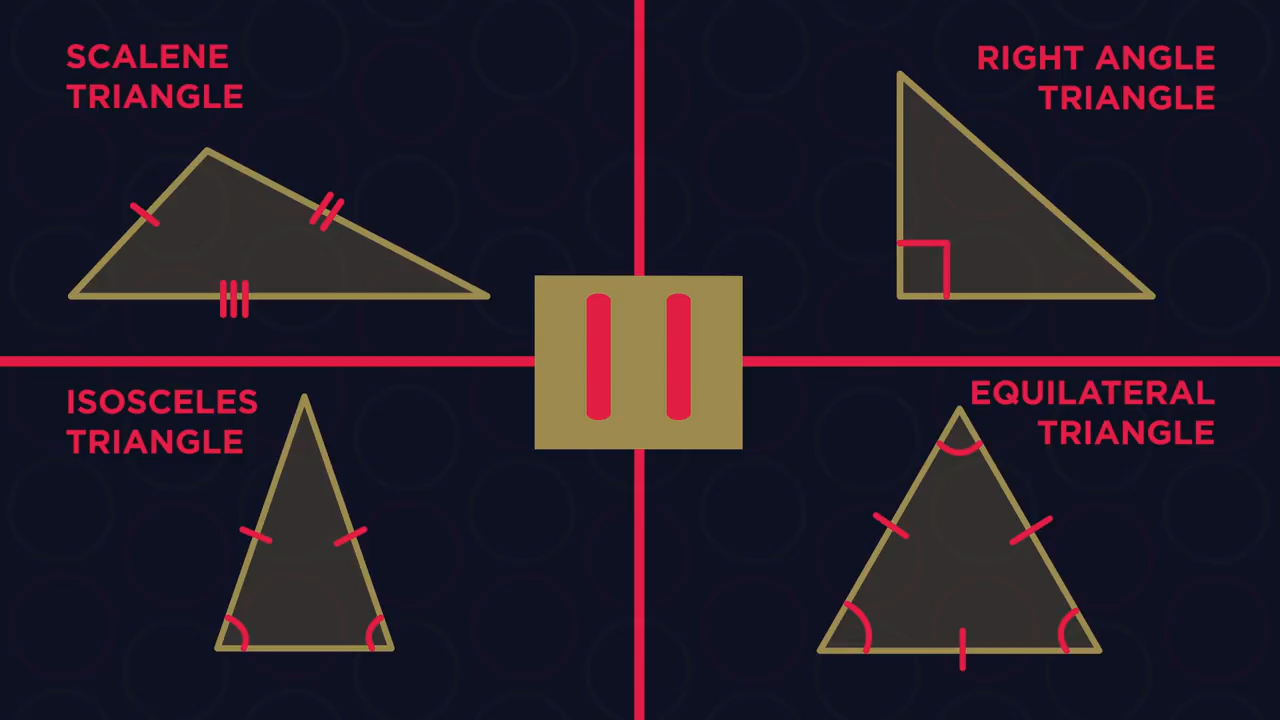 SCALENE
TRIANGLE
RIGHT ANGLE
TRIANGLE
ISOSCELES
TRIANGLE
EQUILATERAL
TRIANGLE